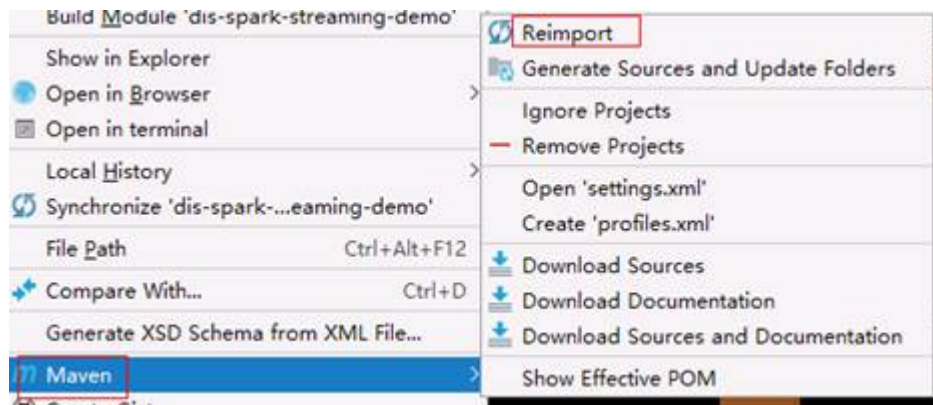 Build Module 'dis-spark-streaming-demo'
Show in Explorer
Open in Browser
Open in terminal
Local History
Synchronize 'dis-spark-...eaming-demo'
File Path Ctrl+Alt+F12
Compare With... Ctrl+D
Generate XSD Schema from XML File...
Maven
Reimport
Generate Sources and Update Folders
Ignore Projects
Remove Projects
Open 'settings.xml'
Create 'profiles.xml'
Download Sources
Download Documentation
Download Sources and Documentation
Show Effective POM